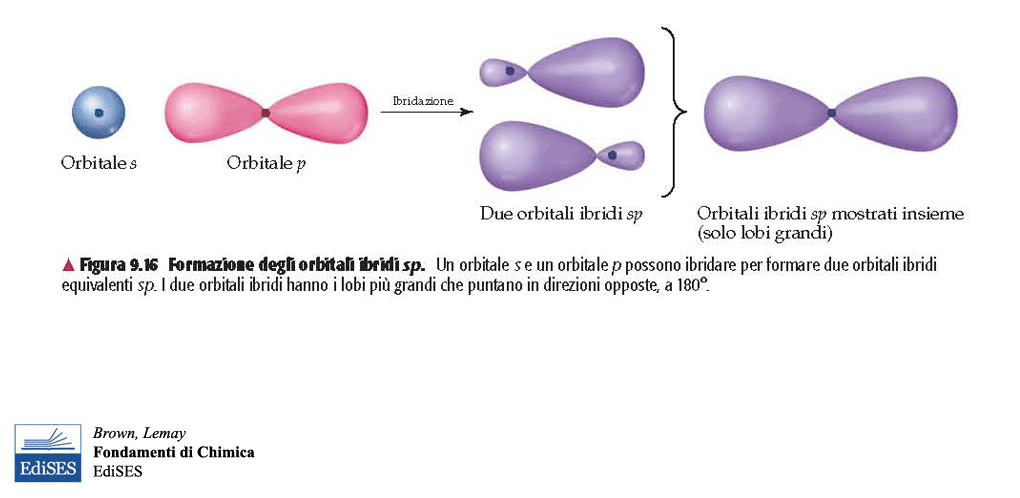 Ibridazione
Orbitale s
Orbitale p
Due orbitali ibridi sp
Orbitali ibridi sp mostrati insieme
(solo lobi grandi)
▲ Figura 9.16 Formazione degli orbitali ibridi sp. Un orbitale s e un orbitale p possono ibridare per formare due orbitali ibridi
equivalenti sp. I due orbitali ibridi hanno i lobi più grandi che puntano in direzioni opposte, a 180°.
EdiSES
Brown, Lemay
Fondamenti di Chimica
EdiSES